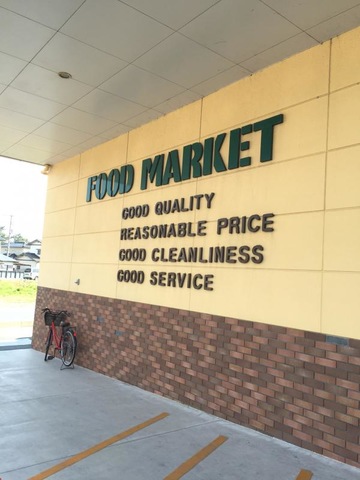 FOOD MARKET
GOOD QUALITY
REASONABLE PRICE
GOOD CLEANLINESS
GOOD SERVICE